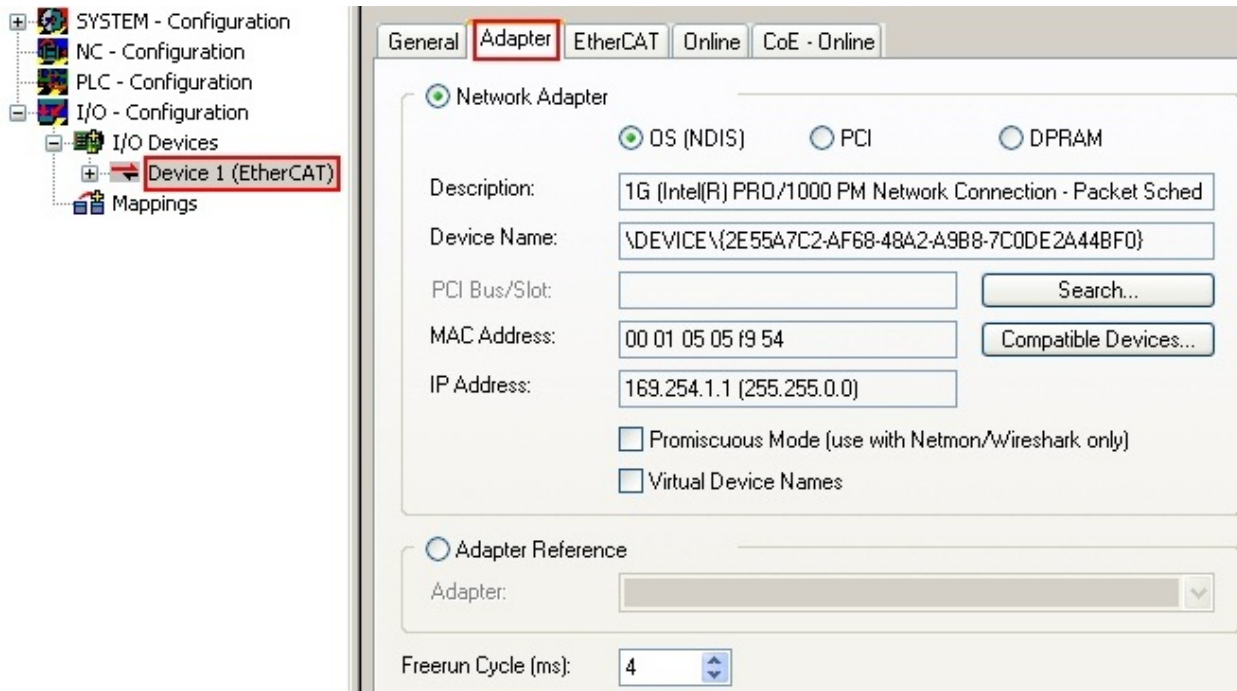 SYSTEM - Configuration
NC - Configuration
PLC - Configuration
I/O - Configuration
I/O Devices
Device 1 (EtherCAT)
Mappings
General Adapter EtherCAT Online CoE - Online
Network Adapter
OS (NDIS) PCI DPRAM
Description: 1G (Intel(R) PRO/1000 PM Network Connection - Packet Sched
Device Name: \DEVICE\{2E55A7C2-AF68-48A2-A9B8-7C0DE2A44BF0}
PCI Bus/Slot: Search...
MAC Address: 00 01 05 05 f9 54 Compatible Devices...
IP Address: 169.254.1.1 (255.255.0.0)
Promiscuous Mode (use with Netmon/Wireshark only)
Virtual Device Names
Adapter Reference
Adapter:
Freerun Cycle (ms): 4